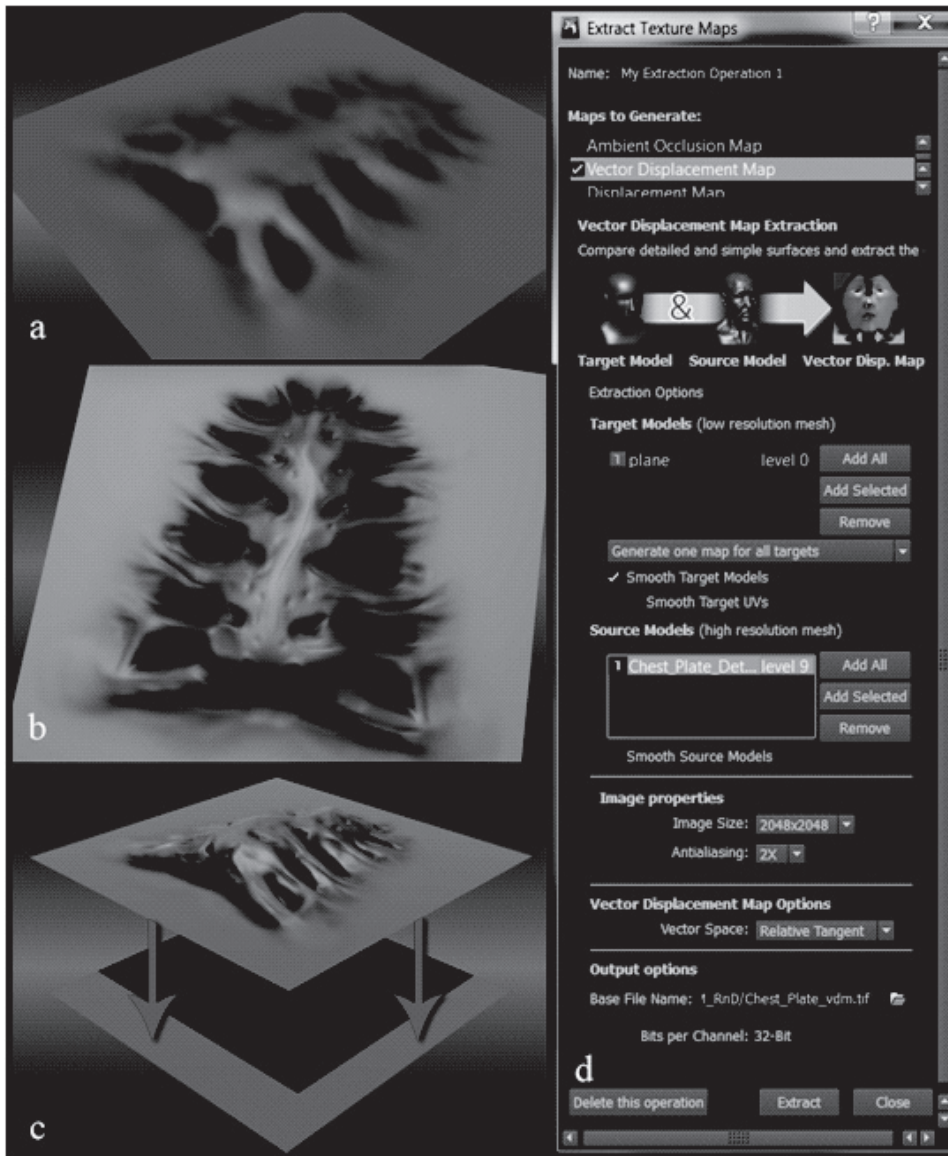 a
b
c
Extract Texture Maps
?
X
Name: My Extraction Operation 1
Maps to Generate:
Ambient Occlusion Map
Vector Displacement Map
Displacement Map
Vector Displacement Map Extraction
Compare detailed and simple surfaces and extract the
&
Target Model Source Model Vector Disp. Map
Extraction Options
Target Models (low resolution mesh)
1 plane level 0 Add All
Add Selected
Remove
Generate one map for all targets
Smooth Target Models
Smooth Target UVs
Source Models (high resolution mesh)
1 Chest_Plate_Det... level 9 Add All
Add Selected
Remove
Smooth Source Models
Image properties
Image Size: 2048x2048
Antialiasing: 2X
Vector Displacement Map Options
Vector Space: Relative Tangent
Output options
Base File Name: 1_RnD/Chest_Plate_vdm.tif
Bits per Channel: 32-Bit
d
Delete this operation Extract Close